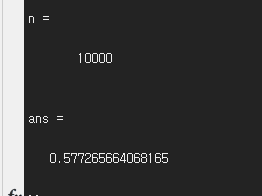 n =
10000
ans =
0.577265664068165